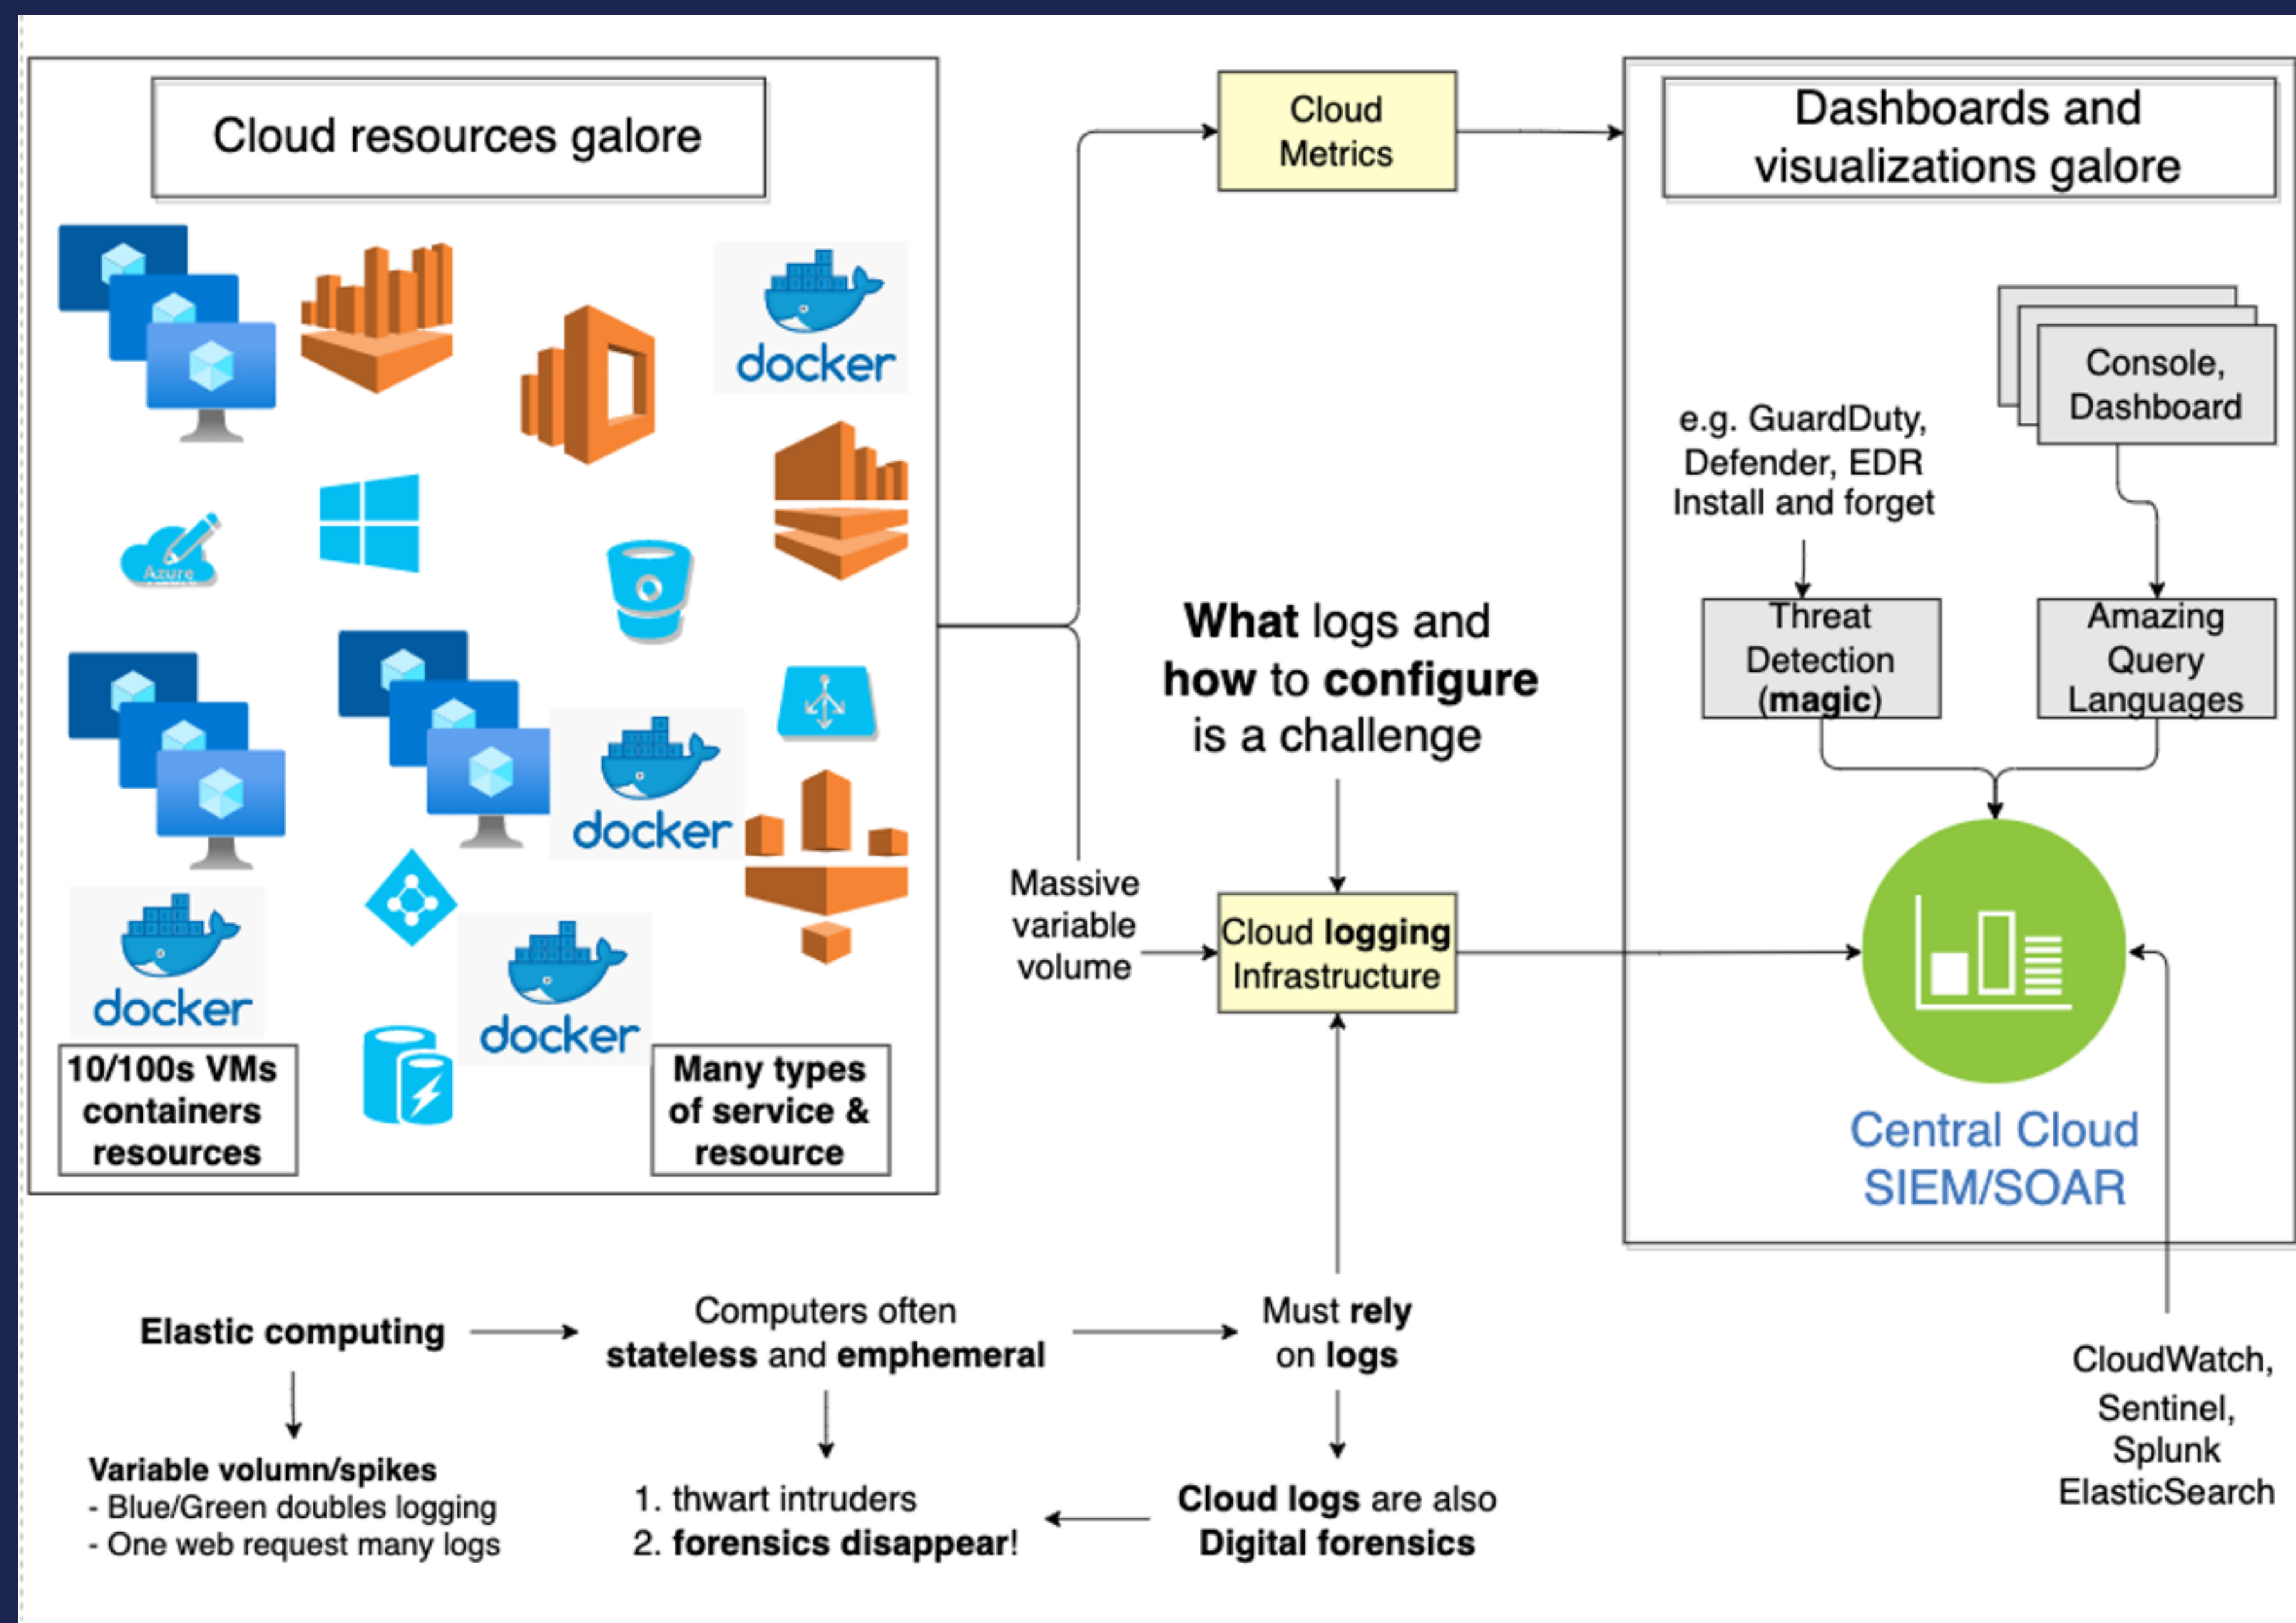 Cloud resources galore
docker
Azure
docker
docker
docker
10/100s VMs
containers
resources
Many types
of service &
resource
Cloud
Metrics
What logs and
how to configure
is a challenge
Massive
variable
volume
Cloud logging
Infrastructure
Dashboards and
visualizations galore
Console,
Dashboard
e.g. GuardDuty,
Defender, EDR
Install and forget
Threat
Detection
(magic)
Amazing
Query
Languages
Central Cloud
SIEM/SOAR
Elastic computing
Computers often
stateless and emphemeral
Must rely
on logs
Variable volumn/spikes
- Blue/Green doubles logging
- One web request many logs
1. thwart intruders
2. forensics disappear!
Cloud logs are also
Digital forensics
CloudWatch,
Sentinel,
Splunk
ElasticSearch